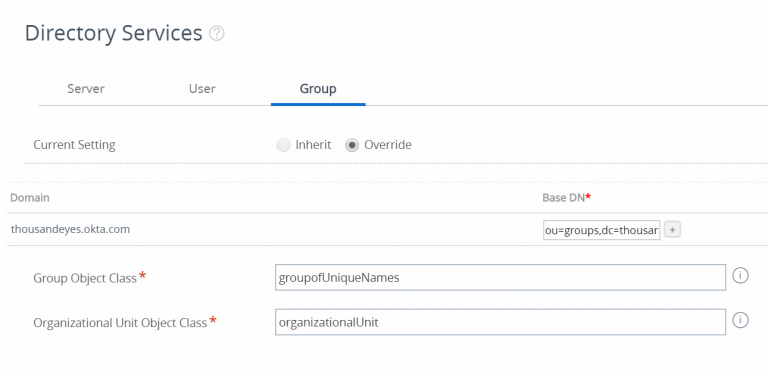 Directory Services ?
Server User Group
Current Setting Inherit Override
Domain Base DN*
thousandeyes.okta.com ou=groups,dc=thousar +
Group Object Class* groupofUniqueNames i
Organizational Unit Object Class* organizationalUnit i